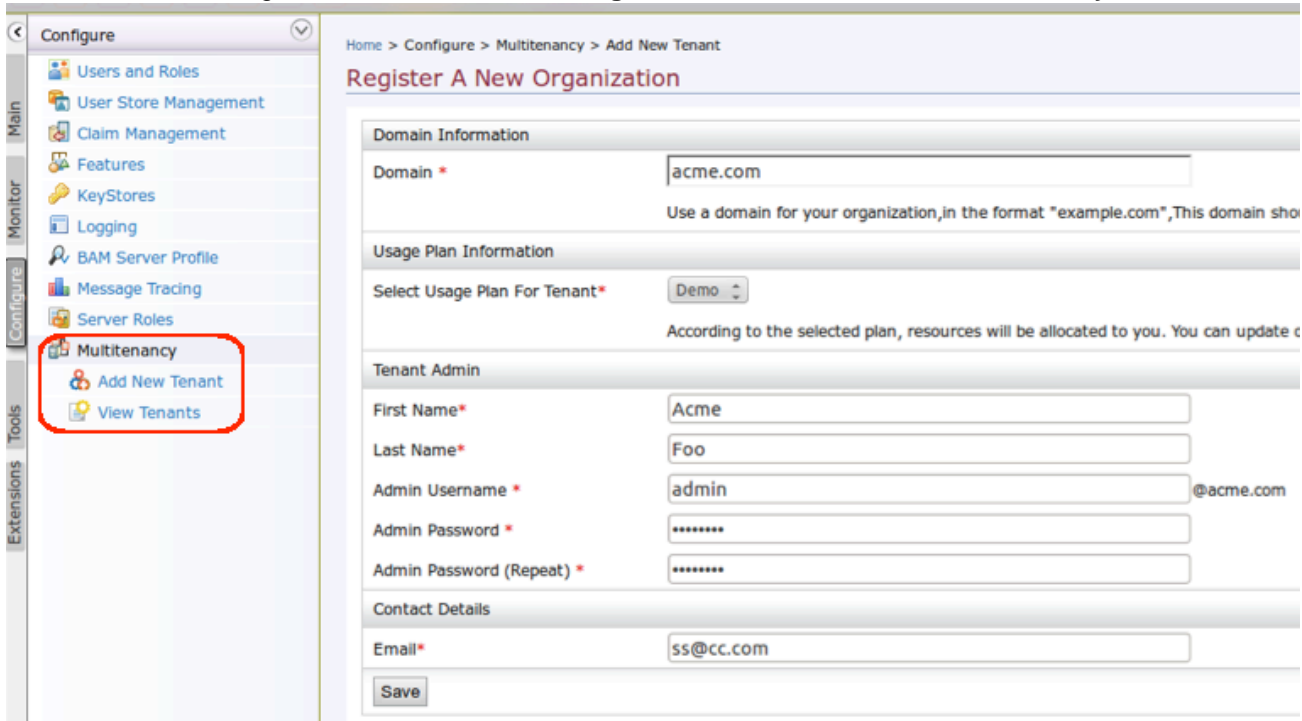 Configure
Main
Monitor
Configure
Tools
Extensions
Users and Roles
User Store Management
Claim Management
Features
KeyStores
Logging
BAM Server Profile
Message Tracing
Server Roles
Multitenancy
Add New Tenant
View Tenants
Home > Configure > Multitenancy > Add New Tenant
Register A New Organization
Domain Information
Domain * acme.com
Use a domain for your organization,in the format "example.com",This domain sho
Usage Plan Information
Select Usage Plan For Tenant* Demo
According to the selected plan, resources will be allocated to you. You can update
Tenant Admin
First Name* Acme
Last Name* Foo
Admin Username * admin @acme.com
Admin Password * ••••••••
Admin Password (Repeat) * ••••••••
Contact Details
Email* ss@cc.com
Save